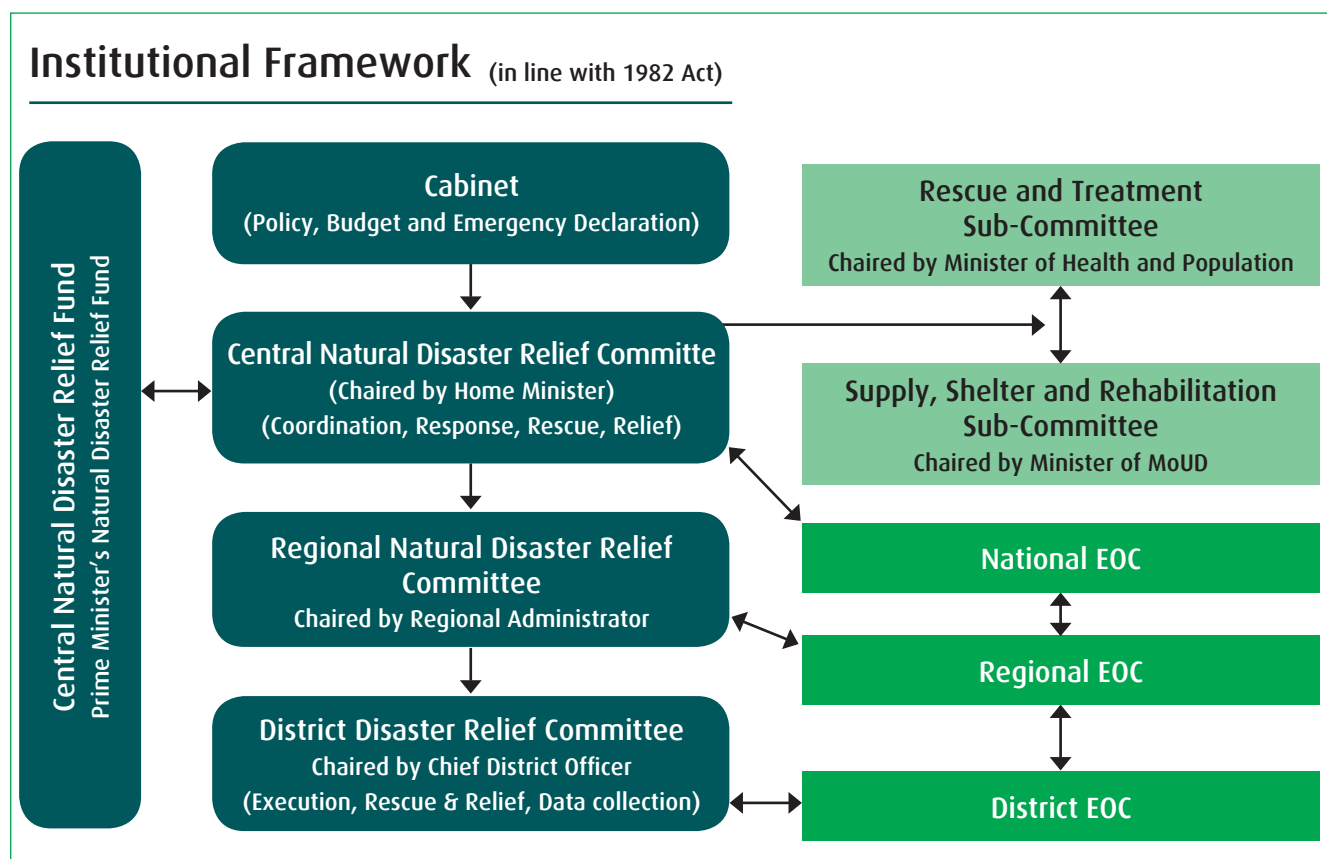 Institutional Framework (in line with 1982 Act)
Central Natural Disaster Relief Fund
Prime Minister's Natural Disaster Relief Fund
Cabinet
(Policy, Budget and Emergency Declaration)
Central Natural Disaster Relief Committe
(Chaired by Home Minister)
(Coordination, Response, Rescue, Relief)
Regional Natural Disaster Relief
Committee
Chaired by Regional Administrator
District Disaster Relief Committee
Chaired by Chief District Officer
(Execution, Rescue & Relief, Data collection)
Rescue and Treatment
Sub-Committee
Chaired by Minister of Health and Population
Supply, Shelter and Rehabilitation
Sub-Committee
Chaired by Minister of MoUD
National EOC
Regional EOC
District EOC